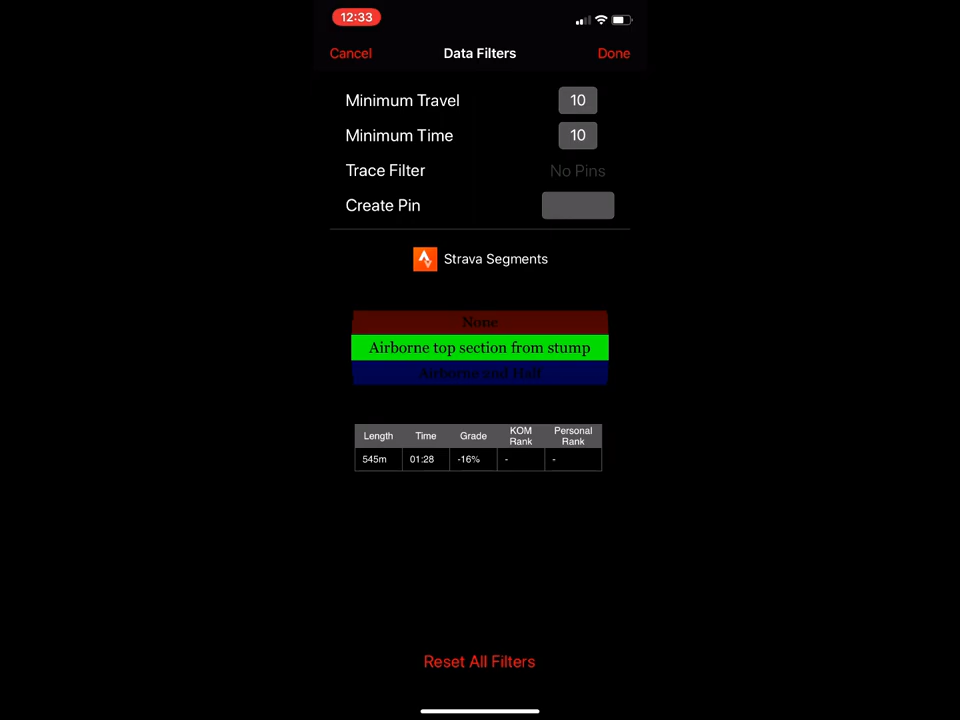 12:33
Cancel Data Filters Done
Minimum Travel 10
Minimum Time 10
Trace Filter No Pins
Create Pin
Strava Segments
None
Airborne top section from stump
Airborne and Half
Length Time Grade KOM Rank Personal Rank
545m 01:28 -16% - -
Reset All Filters